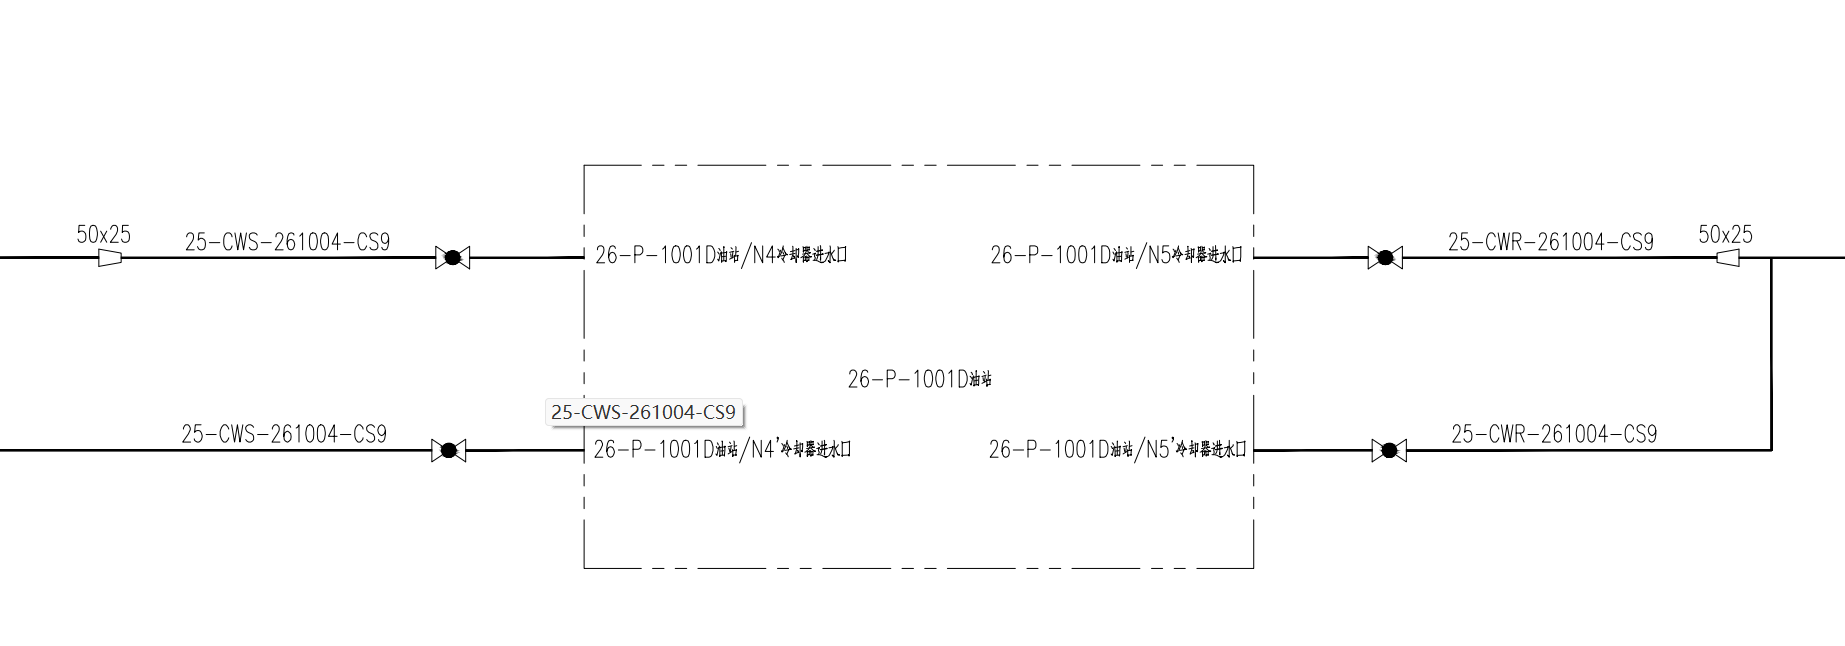 50x25
25-CWS-261004-CS9
26-P-1001D油站/N4冷却器进水口
26-P-1001D油站/N5冷却器进水口
25-CWR-261004-CS9
50x25
26-P-1001D油站
25-CWS-261004-CS9
25-CWS-261004-CS9
26-P-1001D油站/N4'冷却器进水口
26-P-1001D油站/N5'冷却器进水口
25-CWR-261004-CS9